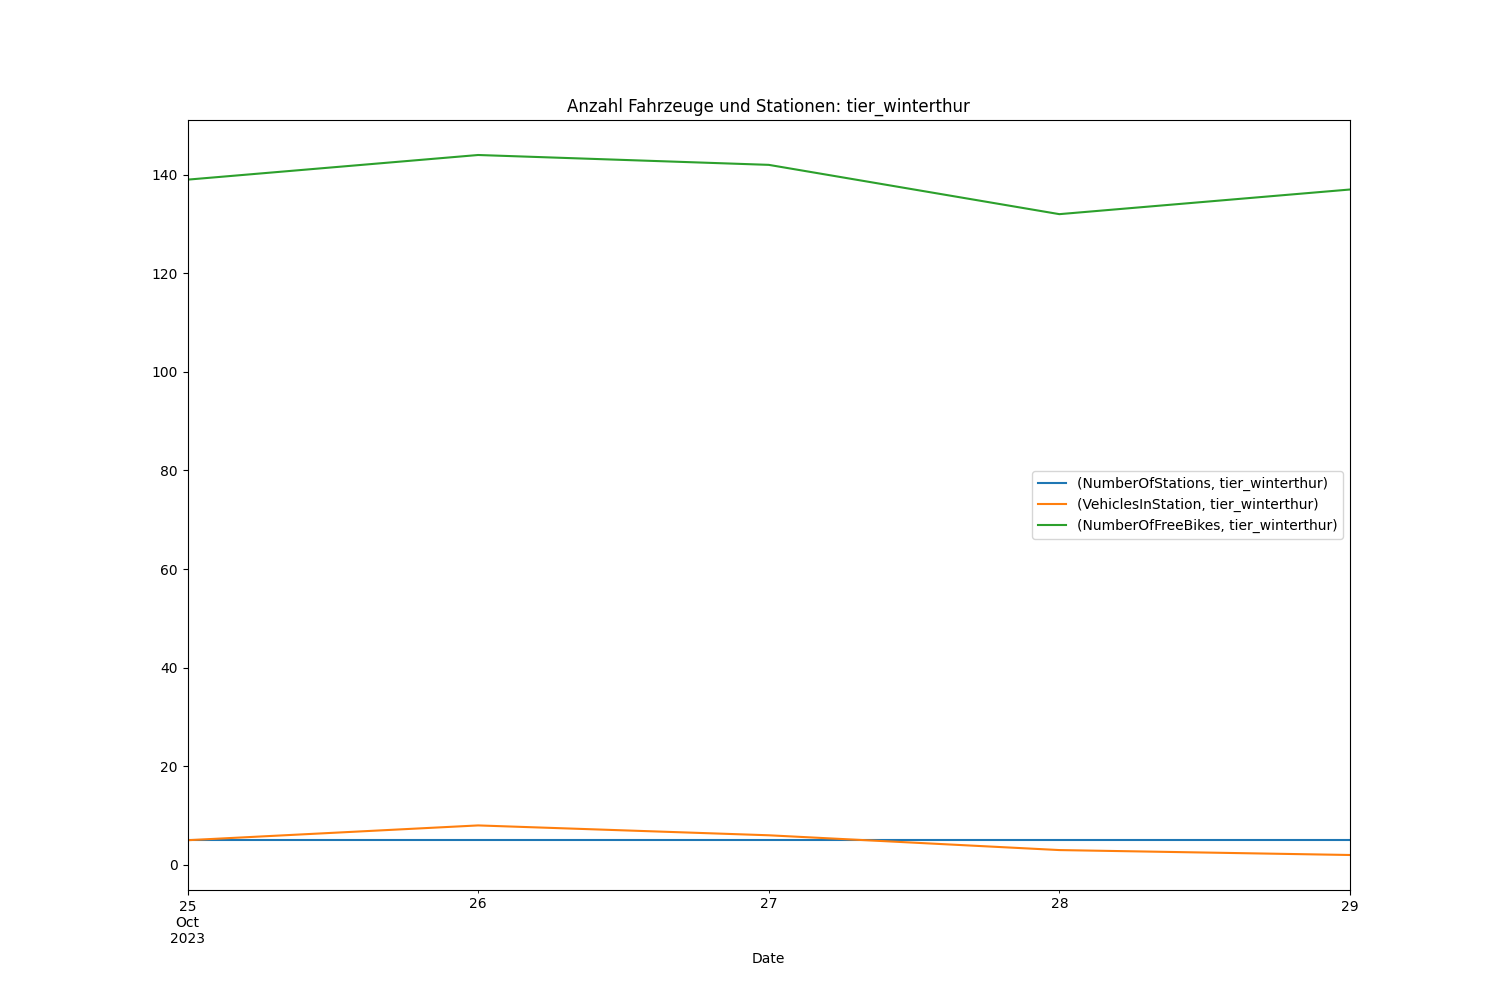 Anzahl Fahrzeuge und Stationen: tier_winterthur
140
120
100
80
60
40
20
0
(NumberOfStations, tier_winterthur)
(VehiclesInStation, tier_winterthur)
(NumberOfFreeBikes, tier_winterthur)
25 26 27 28 29
Oct
2023
Date